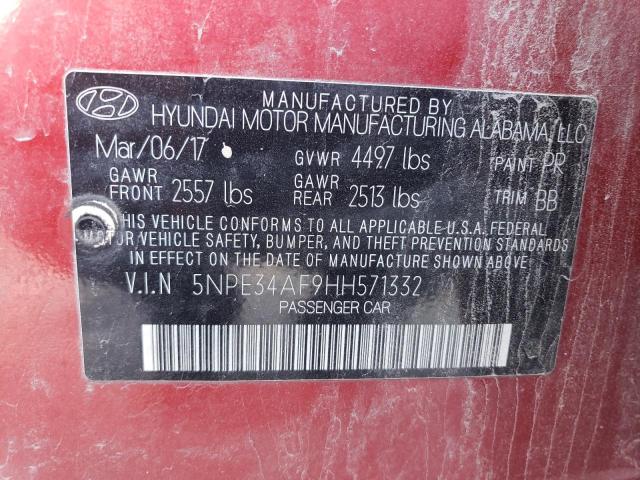 MANUFACTURED BY
HYUNDAI MOTOR MANUFACTURING ALABAMA, LLC
Mar/06/17 GVWR 4497 lbs PAINT PR
GAWR FRONT 2557 lbs GAWR REAR 2513 lbs TRIM BB
THIS VEHICLE CONFORMS TO ALL APPLICABLE U.S.A. FEDERAL
MOTOR VEHICLE SAFETY, BUMPER, AND THEFT PREVENTION STANDARDS
IN EFFECT ON THE DATE OF MANUFACTURE SHOWN ABOVE.
V.I.N 5NPE34AF9HH571332
PASSENGER CAR